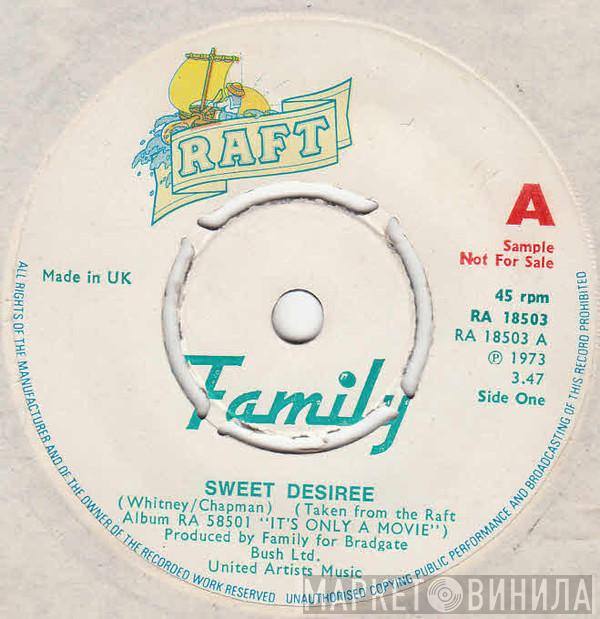 RAFT
A
Sample
Not For Sale
Made in UK
45 rpm
RA 18503
RA 18503 A
Ⓟ 1973
3.47
Side One
Family
SWEET DESIREE
(Whitney/Chapman) (Taken from the Raft
Album RA 58501 "IT'S ONLY A MOVIE")
Produced by Family for Bradgate
Bush Ltd.
United Artists Music
ALL RIGHTS OF THE MANUFACTURER AND OF THE OWNER OF THE RECORDED WORK RESERVED UNAUTHORISED COPYING PUBLIC PERFORMANCE AND BROADCASTING OF THIS RECORD PROHIBITED
МАРКЕТ ВИНИЛА